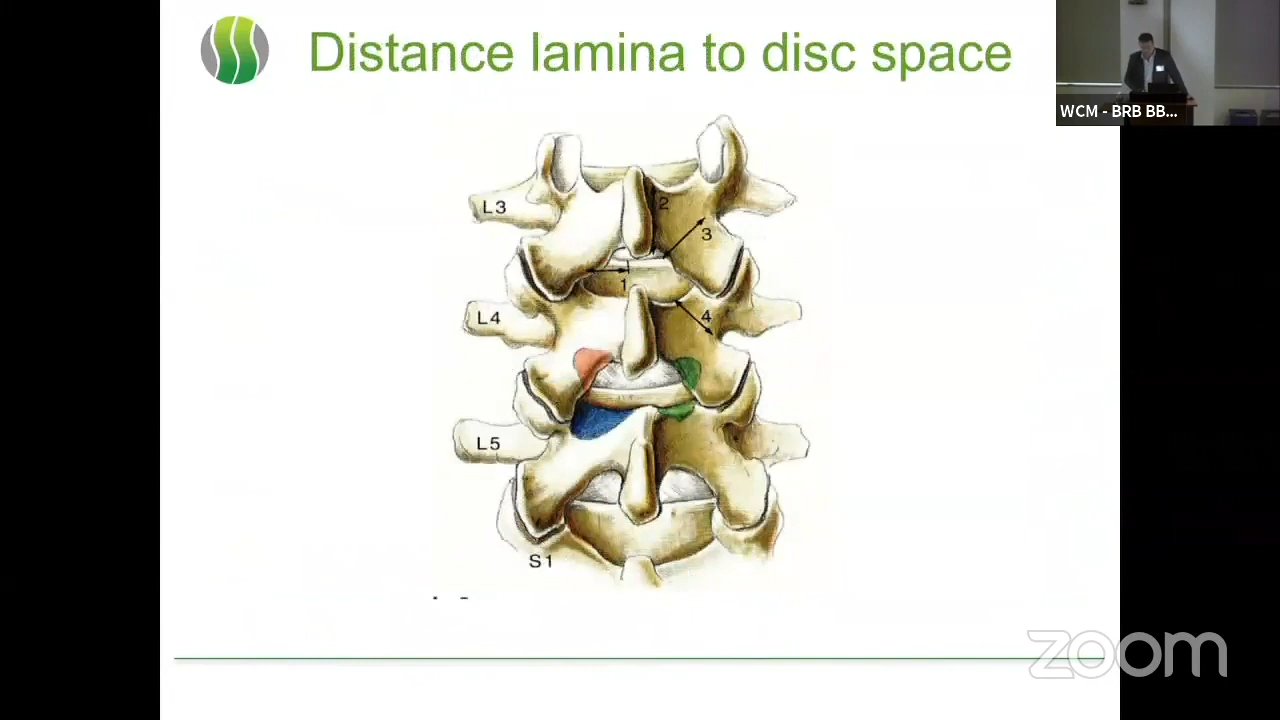 Distance lamina to disc space
WCM - BRB BB...
L3
2
3
1
L4
4
L5
S1
zoom